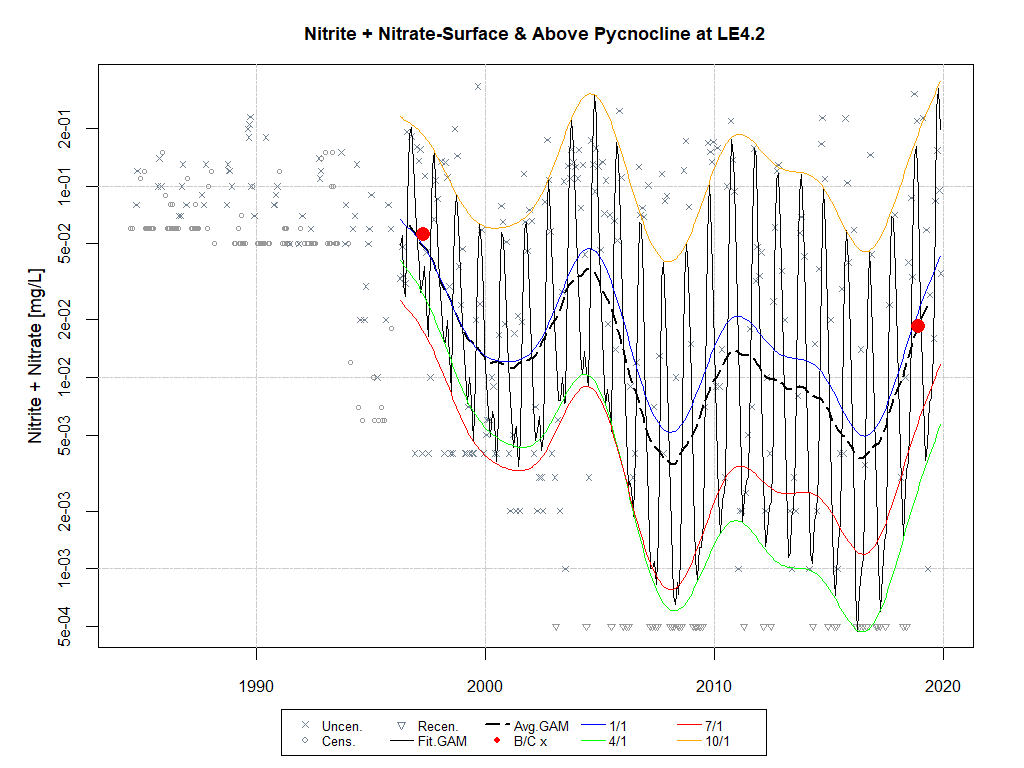 Nitrite + Nitrate-Surface & Above Pycnocline at LE4.2
Nitrite + Nitrate [mg/L]
2e-01
1e-01
5e-02
2e-02
1e-02
5e-03
2e-03
1e-03
5e-04
1990 2000 2010 2020
Uncen. Recen. Avg.GAM 1/1 7/1
Cens. Fit.GAM B/C x 4/1 10/1